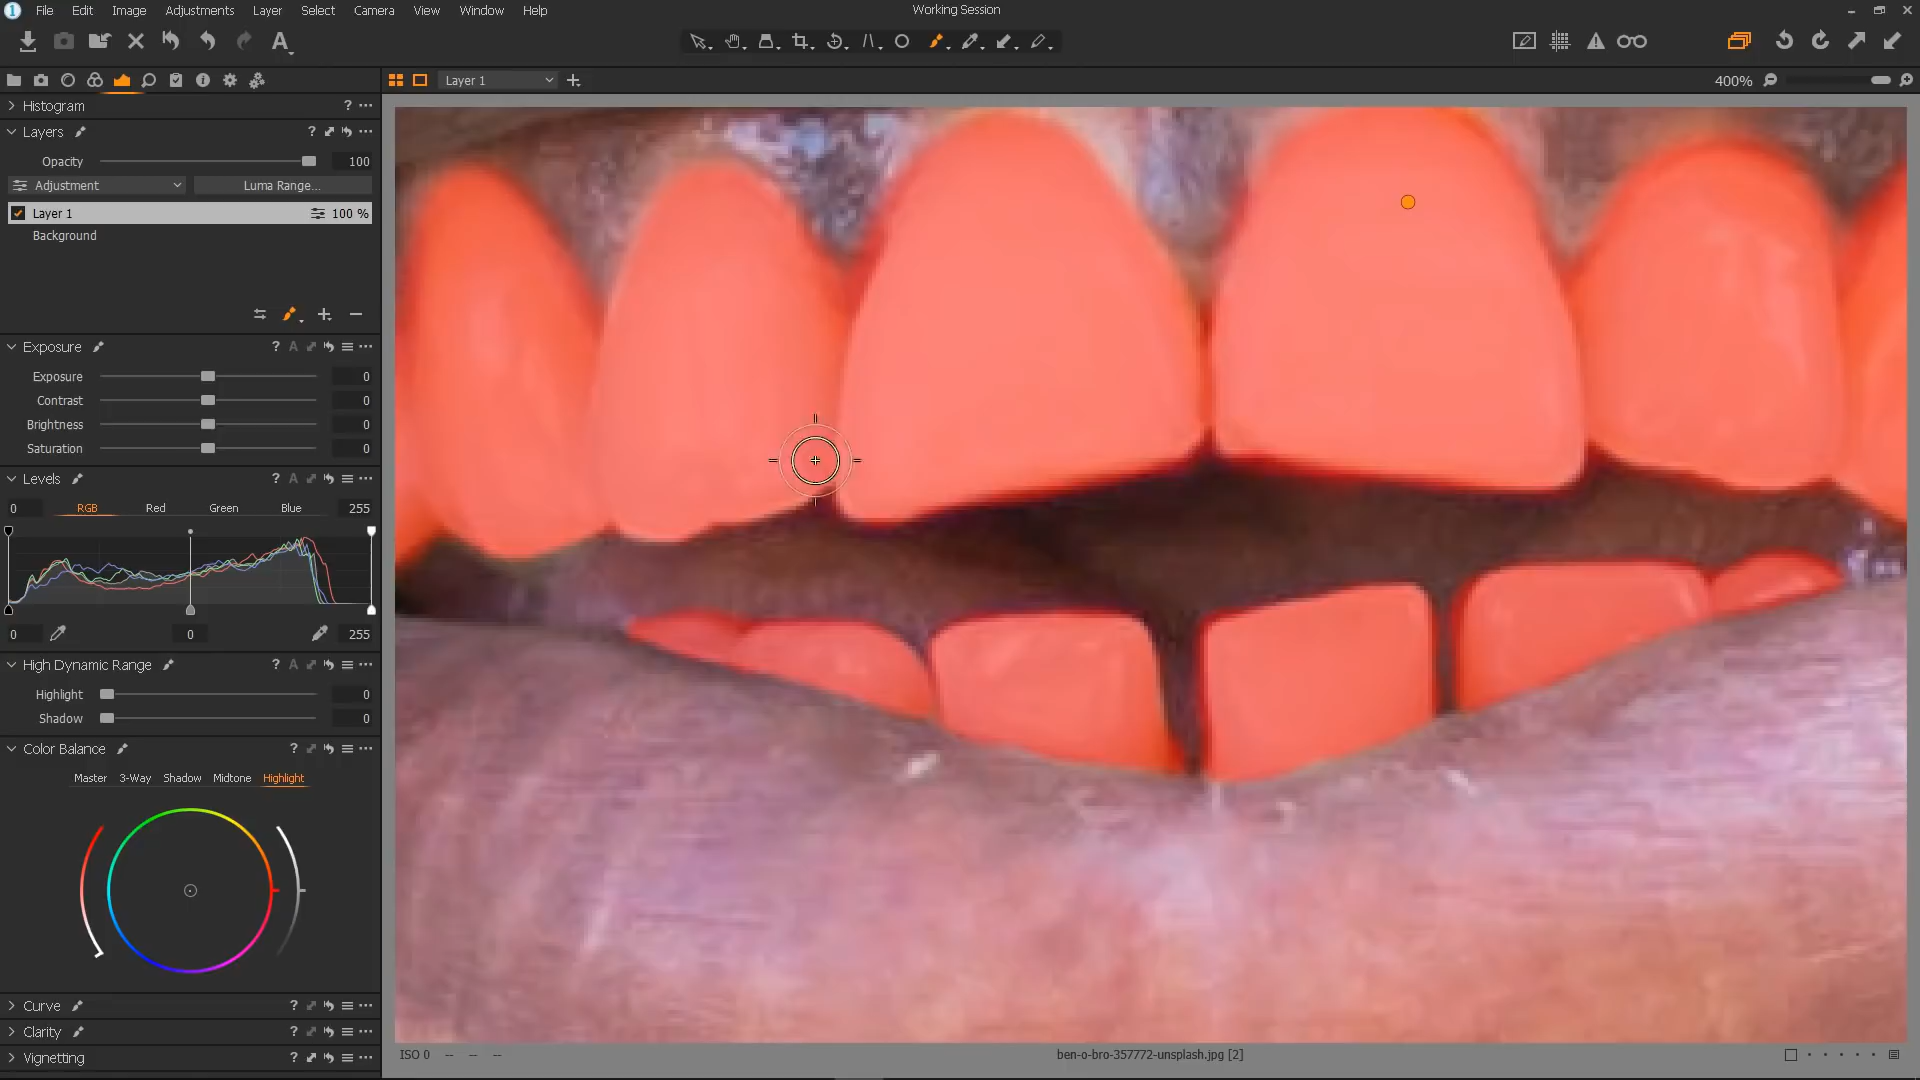 File Edit Image Adjustments Layer Select Camera View Window Help
Working Session
Layer 1
400%
Histogram
Layers
Opacity 100
Adjustment Luma Range...
Layer 1 100 %
Background
Exposure
Exposure 0
Contrast 0
Brightness 0
Saturation 0
Levels
0 RGB Red Green Blue 255
0 0 255
High Dynamic Range
Highlight 0
Shadow 0
Color Balance
Master 3-Way Shadow Midtone Highlight
Curve
Clarity
Vignetting
ISO 0 -- -- --
ben-o-bro-357772-unsplash.jpg [2]